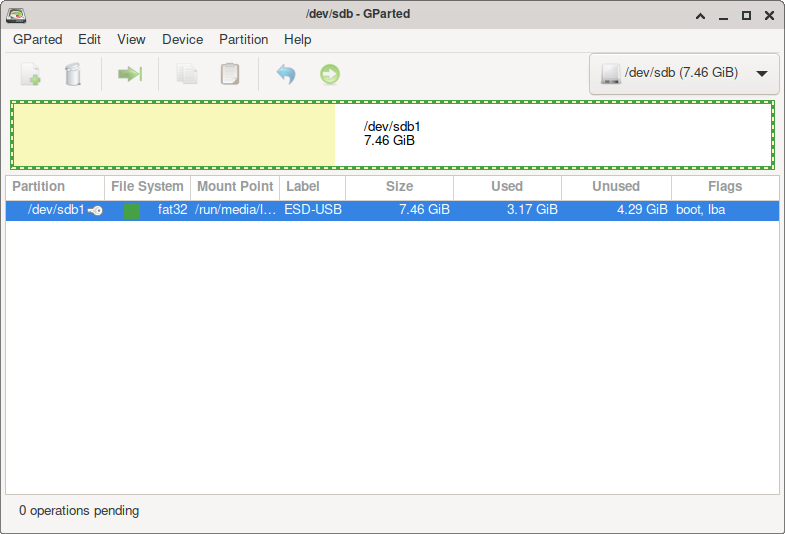 /dev/sdb - GParted
GParted Edit View Device Partition Help
/dev/sdb (7.46 GiB)
/dev/sdb1
7.46 GiB
Partition File System Mount Point Label Size Used Unused Flags
/dev/sdb1 fat32 /run/media/l... ESD-USB 7.46 GiB 3.17 GiB 4.29 GiB boot, lba
0 operations pending